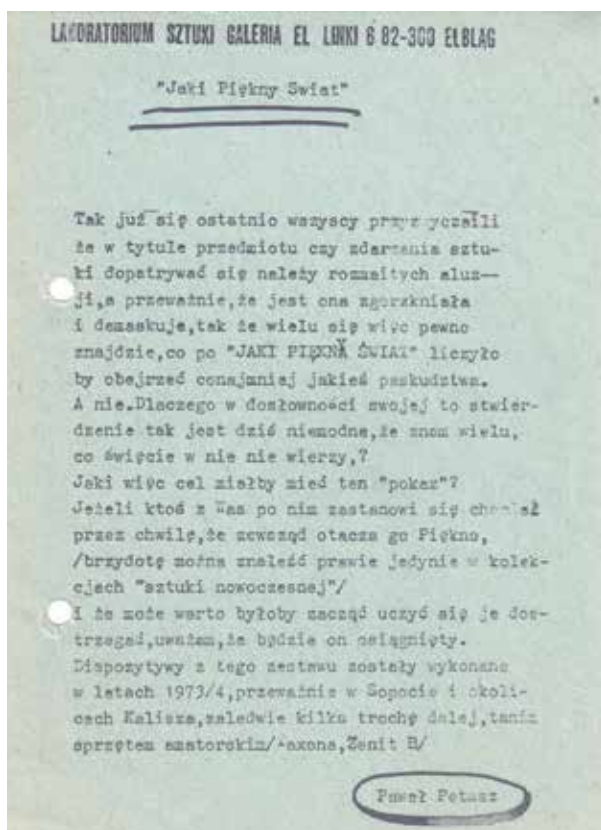 LABORATORIUM SZTUKI GALERIA EL LINKI 6 82-300 ELBLAG
"Jaki Piękny Swiat"
Tak już się ostatnio wszyscy przyzwyczaili
że w tytule przedmiotu czy zdarzenia sztu-
ki dopatrywać się należy rozmaitych aluz--
ji,a przeważnie,że jest ona zgorzkniała
i demaskuje,tak że wielu się więc pewno
znajdzie,co po "JAKI PIĘKNY ŚWIAT" liczyło
by obejrzeć conajmniej jakieś paskudztwa.
A nie.Dlaczego w dosłowności swojej to stwier-
dzenie tak jest dziś niemodne,że znam wielu,
co święcie w nie nie wierzy,?
Jaki więc cel miałby mieć ten "pokaz"?
Jeżeli ktoś z Was po nim zastanowi się chociaż
przez chwilę,że zewsząd otacza go Piękno,
/brzydotę można znaleźć prawie jedynie w kolek-
cjach "sztuki nowoczesnej"/
i że może warto byłoby zacząć uczyć się je dos-
trzegać,uważam,że będzie on osiągnięty.
Diapozytywy z tego zestawu zostały wykonane
w latach 1973/4,przeważnie w Sopocie i okoli-
cach Kalisza,zaledwie kilka trochę dalej,tanim
sprzętem amatorskim/ Zenit B/
Paweł Petasz